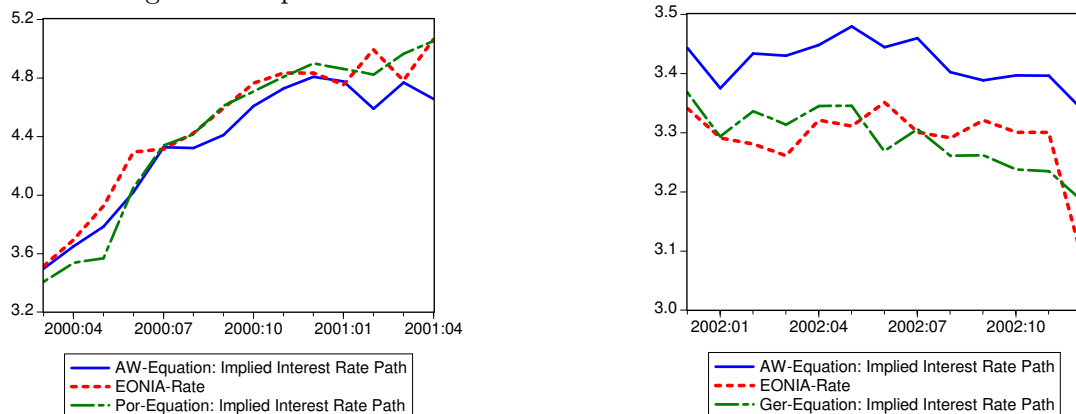 5.2
4.8
4.4
4.0
3.6
3.2
2000:04 2000:07 2000:10 2001:01 2001:04
AW-Equation: Implied Interest Rate Path
EONIA-Rate
Por-Equation: Implied Interest Rate Path
3.5
3.4
3.3
3.2
3.1
3.0
2002:01 2002:04 2002:07 2002:10
AW-Equation: Implied Interest Rate Path
EONIA-Rate
Ger-Equation: Implied Interest Rate Path